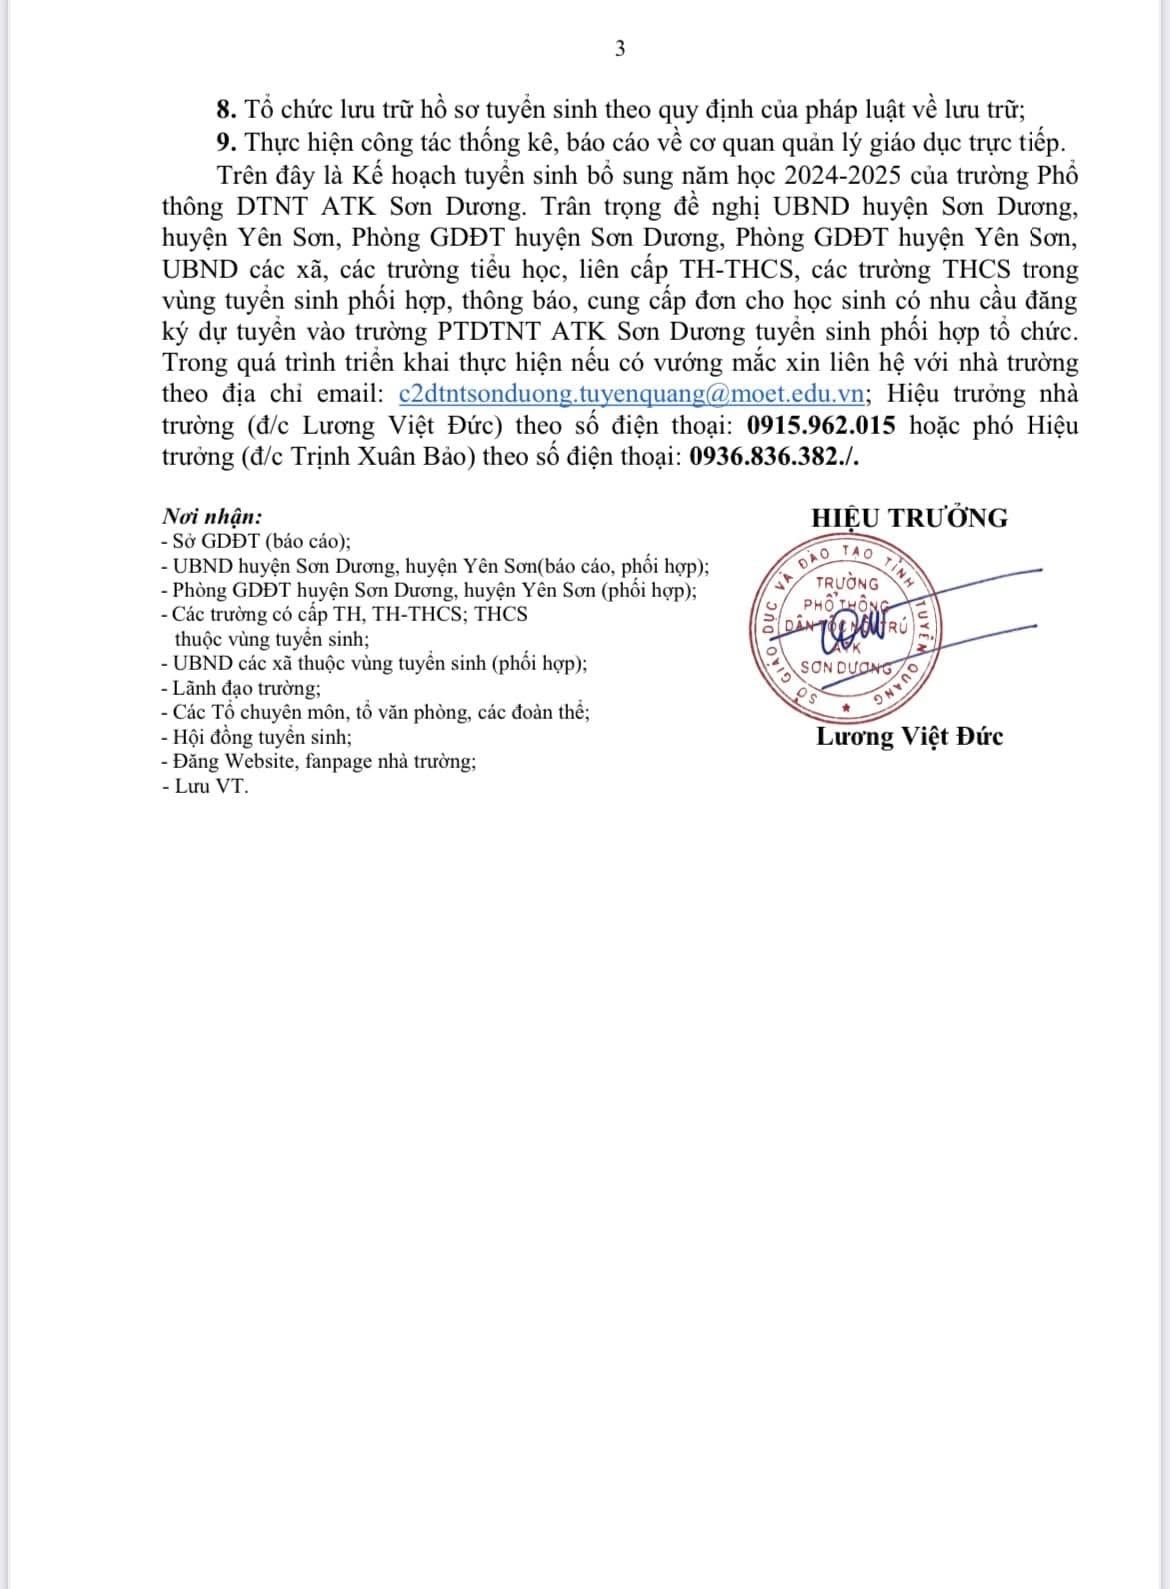 3
8. Tổ chức lưu trữ hồ sơ tuyển sinh theo quy định của pháp luật về lưu trữ;
9. Thực hiện công tác thống kê, báo cáo về cơ quan quản lý giáo dục trực tiếp.
Trên đây là Kế hoạch tuyển sinh bổ sung năm học 2024-2025 của trường Phổ
thông DTNT ATK Sơn Dương. Trân trọng đề nghị UBND huyện Sơn Dương,
huyện Yên Sơn, Phòng GDĐT huyện Sơn Dương, Phòng GDĐT huyện Yên Sơn,
UBND các xã, các trường tiểu học, liên cấp TH-THCS, các trường THCS trong
vùng tuyển sinh phối hợp, thông báo, cung cấp đơn cho học sinh có nhu cầu đăng
ký dự tuyển vào trường PTDTNT ATK Sơn Dương tuyển sinh phối hợp tổ chức.
Trong quá trình triển khai thực hiện nếu có vướng mắc xin liên hệ với nhà trường
theo địa chỉ email: c2dtntsonduong.tuyenquang@moet.edu.vn; Hiệu trưởng nhà
trường (đ/c Lương Việt Đức) theo số điện thoại: 0915.962.015 hoặc phó Hiệu
trưởng (đ/c Trịnh Xuân Bảo) theo số điện thoại: 0936.836.382./.
Nơi nhận:
- Sở GDĐT (báo cáo);
- UBND huyện Sơn Dương, huyện Yên Sơn(báo cáo, phối hợp);
- Phòng GDĐT huyện Sơn Dương, huyện Yên Sơn (phối hợp);
- Các trường có cấp TH, TH-THCS; THCS
thuộc vùng tuyển sinh;
- UBND các xã thuộc vùng tuyển sinh (phối hợp);
- Lãnh đạo trường;
- Các Tổ chuyên môn, tổ văn phòng, các đoàn thể;
- Hội đồng tuyển sinh;
- Đăng Website, fanpage nhà trường;
- Lưu VT.
HIỆU TRƯỞNG
SỞ GIÁO DỤC VÀ ĐÀO TẠO TỈNH TUYÊN QUANG
TRƯỜNG
PHỔ THÔNG
DÂN TỘC NỘI TRÚ
ATK
SƠN DƯƠNG
Lương Việt Đức